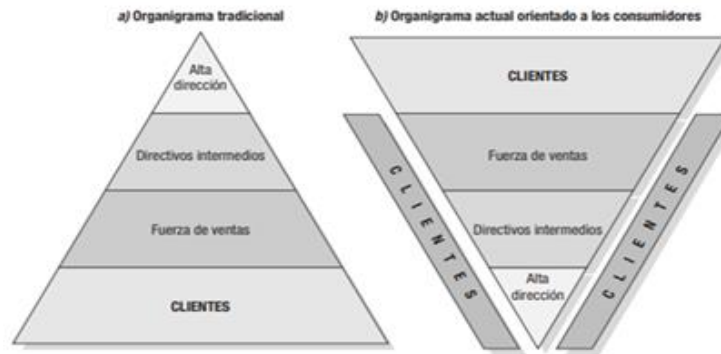 a) Organigrama tradicional
Alta
dirección
Directivos intermedios
Fuerza de ventas
CLIENTES
b) Organigrama actual orientado a los consumidores
CLIENTES
Fuerza de ventas
Directivos intermedios
Alta
dirección
CLIENTES
CLIENTES